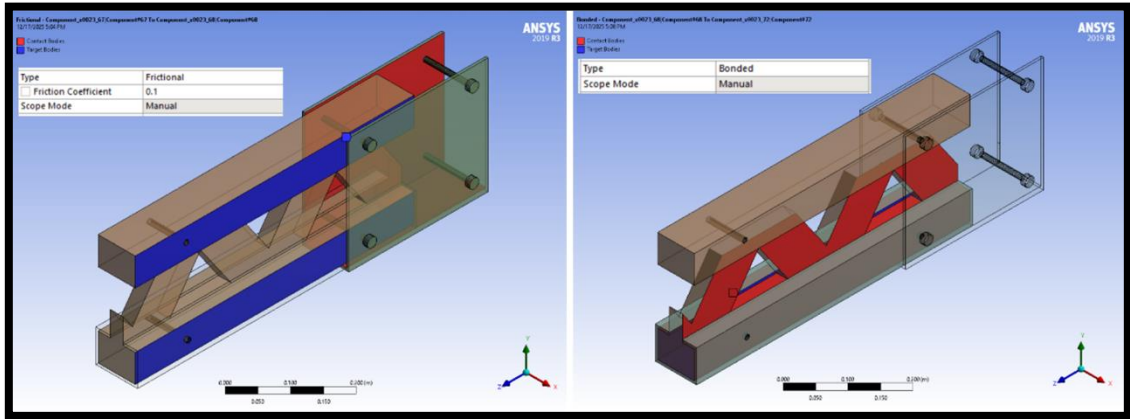 Frictional - Component_x0023_67(Component#67 To Component_x0023_68(Component#68
12/17/2025 5:04 PM
Contact Bodies
Target Bodies
ANSYS
2019 R3
Type Frictional
Friction Coefficient 0.1
Scope Mode Manual
0.000 0.100 0.200 (m)
0.050 0.150
Y
Z
X
Bonded - Component_x0023_68(Component#68 To Component_x0023_72(Component#72
12/17/2025 5:08 PM
Contact Bodies
Target Bodies
ANSYS
2019 R3
Type Bonded
Scope Mode Manual
0.000 0.100 0.200 (m)
0.050 0.150
Y
Z
X